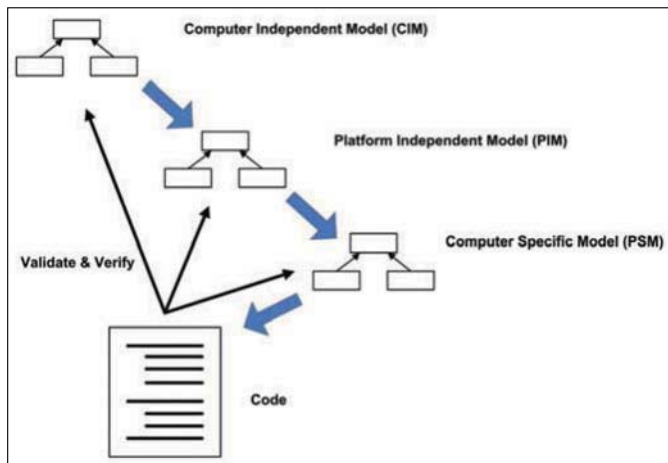 Computer Independent Model (CIM)
Platform Independent Model (PIM)
Computer Specific Model (PSM)
Validate & Verify
Code